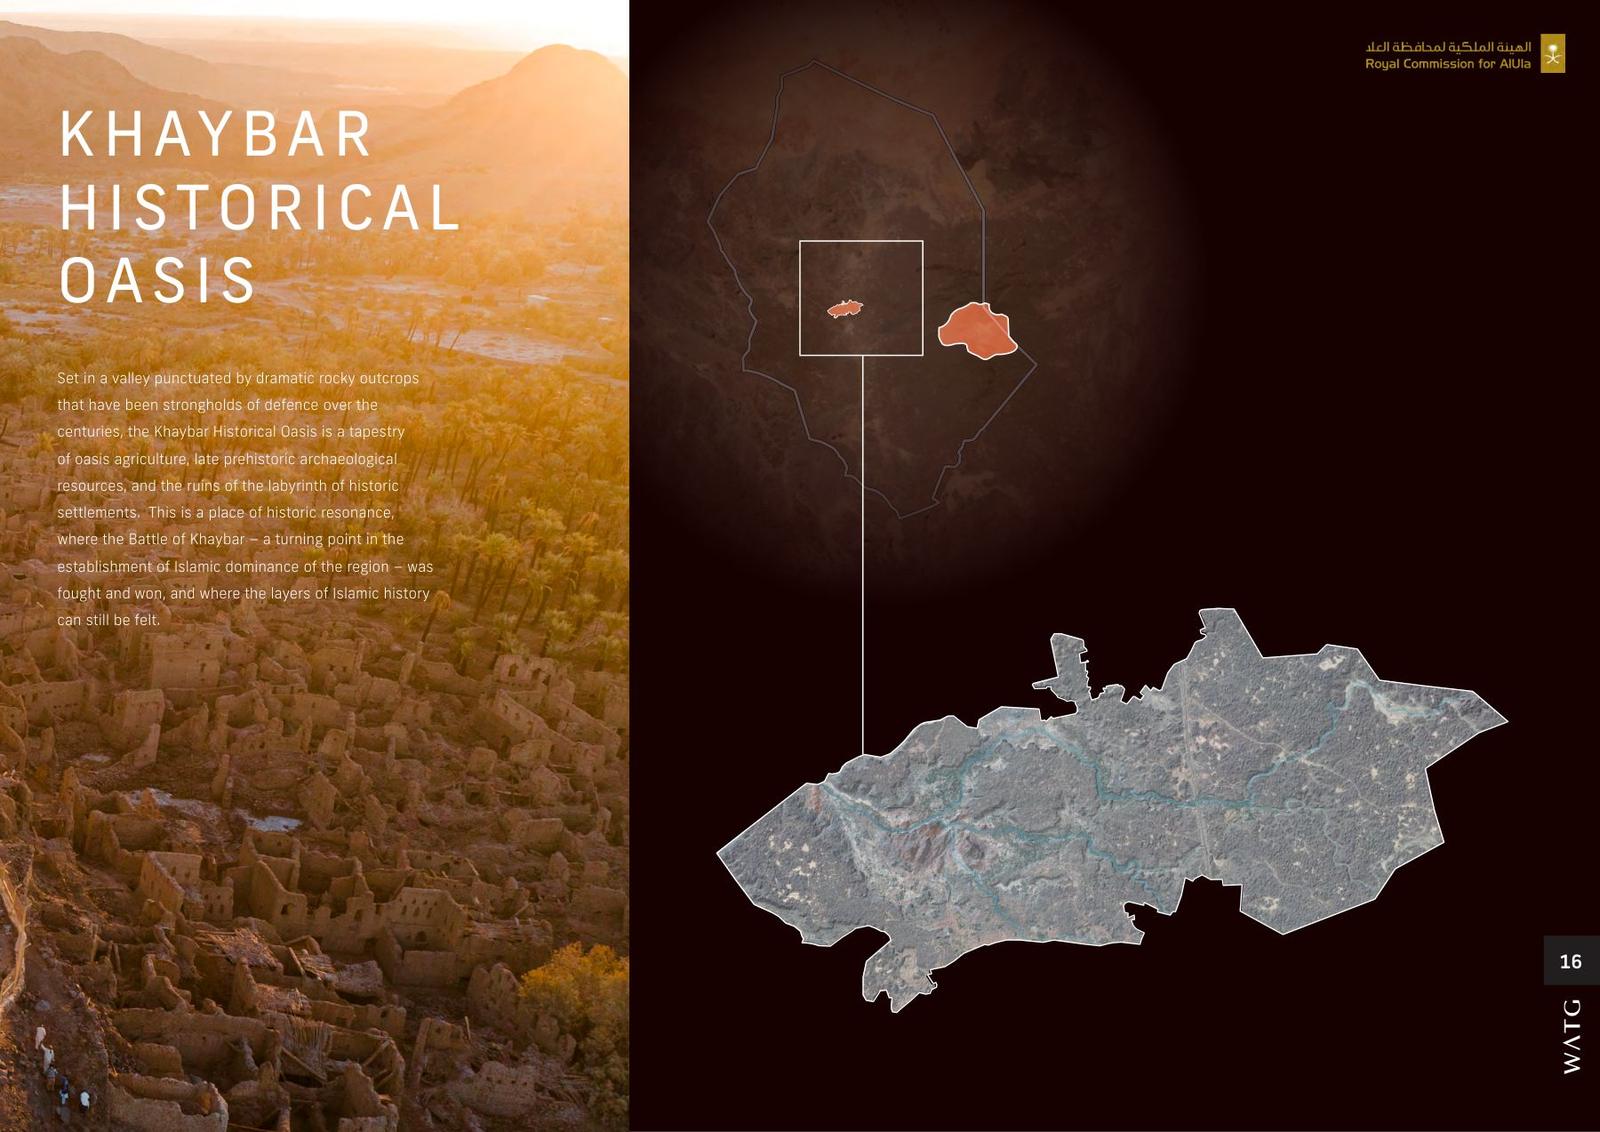 KHAYBAR
HISTORICAL
OASIS
Set in a valley punctuated by dramatic rocky outcrops
that have been strongholds of defence over the
centuries, the Khaybar Historical Oasis is a tapestry
of oasis agriculture, late prehistoric archaeological
resources, and the ruins of the labyrinth of historic
settlements.  This is a place of historic resonance,
where the Battle of Khaybar – a turning point in the
establishment of Islamic dominance of the region – was
fought and won, and where the layers of Islamic history
can still be felt.
الهيئة الملكية لمحافظة العلا
Royal Commission for AlUla
16
WATG